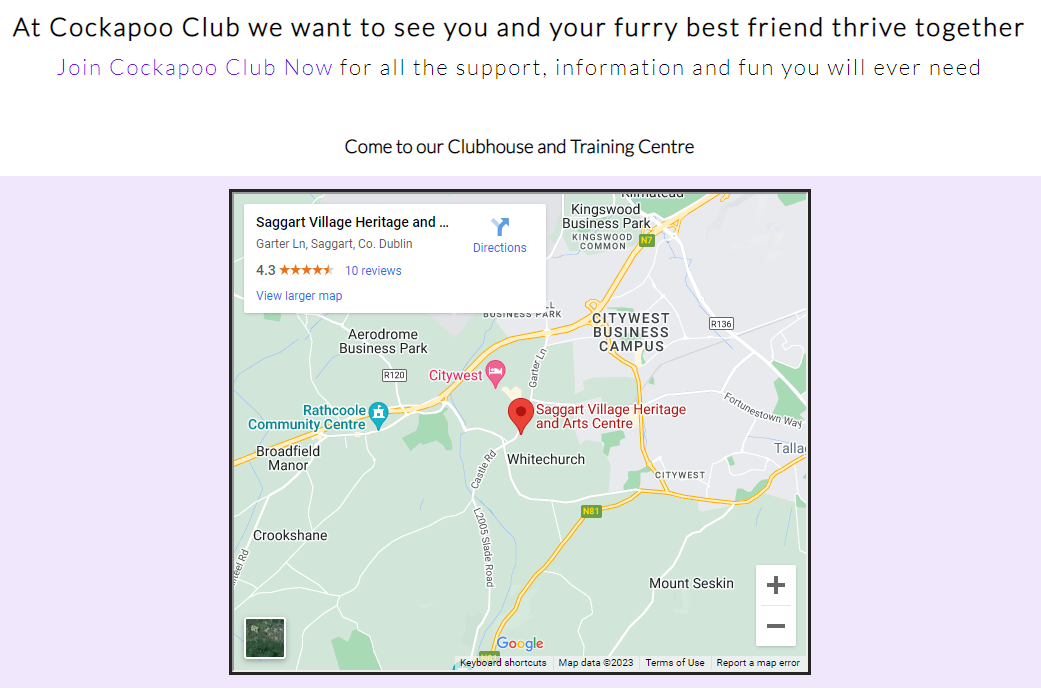 At Cockapoo Club we want to see you and your furry best friend thrive together
Join Cockapoo Club Now for all the support, information and fun you will ever need
Come to our Clubhouse and Training Centre
Saggart Village Heritage and ...
Garter Ln, Saggart, Co. Dublin
4.3
10 reviews
View larger map
Directions
Kingswood
Business Park
KINGSWOOD
COMMON
N7
BUSINESS PARK
CITYWEST
BUSINESS
CAMPUS
R136
Aerodrome
Business Park
R120
Citywest
Garter Ln
Fortunestown Way
Rathcoole
Community Centre
Saggart Village Heritage
and Arts Centre
Broadfield
Manor
Whitechurch
Castle Rd
CITYWEST
N81
L2005 Slade Road
Crookshane
Mount Seskin
+
−
Google
Keyboard shortcuts
Map data ©2023
Terms of Use
Report a map error